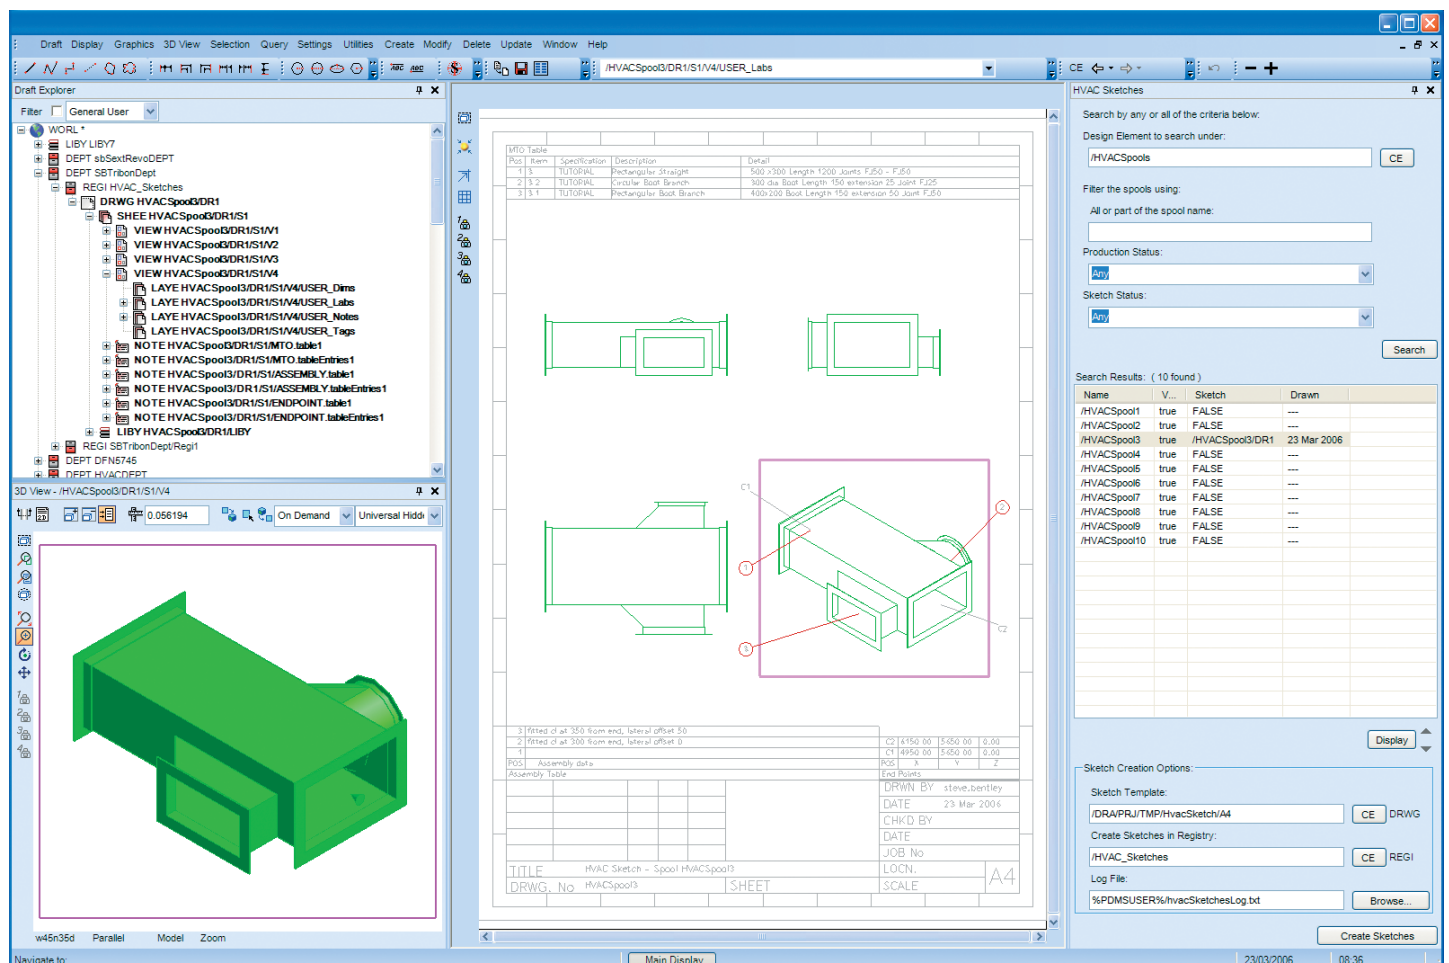 Draft Display Graphics 3D View Selection Query Settings Utilities Create Modify Delete Update Window Help
/HVACSpool3/DR1/S1/V4/USER_Labs
CE
Draft Explorer
Filter General User
WORL *
LIBY LIBY7
DEPT sbSextRevoDEPT
DEPT SBTribonDept
REGI HVAC_Sketches
DRWG HVACSpool3/DR1
SHEE HVACSpool3/DR1/S1
VIEW HVACSpool3/DR1/S1/V1
VIEW HVACSpool3/DR1/S1/V2
VIEW HVACSpool3/DR1/S1/V3
VIEW HVACSpool3/DR1/S1/V4
LAYE HVACSpool3/DR1/S1/V4/USER_Dims
LAYE HVACSpool3/DR1/S1/V4/USER_Labs
LAYE HVACSpool3/DR1/S1/V4/USER_Notes
LAYE HVACSpool3/DR1/S1/V4/USER_Tags
NOTE HVACSpool3/DR1/S1/MTO.table1
NOTE HVACSpool3/DR1/S1/MTO.tableEntries1
NOTE HVACSpool3/DR1/S1/ASSEMBLY.table1
NOTE HVACSpool3/DR1/S1/ASSEMBLY.tableEntries1
NOTE HVACSpool3/DR1/S1/ENDPOINT.table1
NOTE HVACSpool3/DR1/S1/ENDPOINT.tableEntries1
LIBY HVACSpool3/DR1/LIBY
REGI SBTribonDept/Regi1
DEPT DFN5745
DEPT HVACDEPT
3D View - /HVACSpool3/DR1/S1/V4
0.056194 On Demand Universal Hidd
w45n35d Parallel Model Zoom
Navigate to:
MTO Table
Pos Item Specification Description Detail
1 3 TUTORIAL Rectangular Straight 500 x300 Length 1200 Joints FJ50 - FJ50
2 3.2 TUTORIAL Circular Boot Branch 300 dia Boot Length 150 extension 25 Joint FJ25
3 3.1 TUTORIAL Rectangular Boot Branch 400x200 Boot Length 150 extension 50 Joint FJ50
C1
2
1
C2
3
3 fitted cl at 350 from end, lateral offset 50
2 fitted cl at 300 from end, lateral offset 0
1
POS Assembly data
Assembly Table
C2 6150.00 5650.00 0.00
C1 4950.00 5650.00 0.00
POS X Y Z
End Points
DRWN BY steve.bentley
DATE 23 Mar 2006
CHKD BY
DATE
JOB No
LOCN.
SCALE
A4
TITLE HVAC Sketch - Spool HVACSpool3
DRWG. No HVACSpool3 SHEET
Main Display
HVAC Sketches
Search by any or all of the criteria below:
Design Element to search under:
/HVACSpools CE
Filter the spools using:
All or part of the spool name:
Production Status:
Any
Sketch Status:
Any
Search
Search Results: ( 10 found )
Name V... Sketch Drawn
/HVACSpool1 true FALSE ---
/HVACSpool2 true FALSE ---
/HVACSpool3 true /HVACSpool3/DR1 23 Mar 2006
/HVACSpool4 true FALSE ---
/HVACSpool5 true FALSE ---
/HVACSpool6 true FALSE ---
/HVACSpool7 true FALSE ---
/HVACSpool8 true FALSE ---
/HVACSpool9 true FALSE ---
/HVACSpool10 true FALSE ---
Display
Sketch Creation Options:
Sketch Template:
/DRA/PRJ/TMP/HvacSketch/A4 CE DRWG
Create Sketches in Registry:
/HVAC_Sketches CE REGI
Log File:
%PDMSUSER%/hvacSketchesLog.txt Browse...
Create Sketches
23/03/2006 08:36